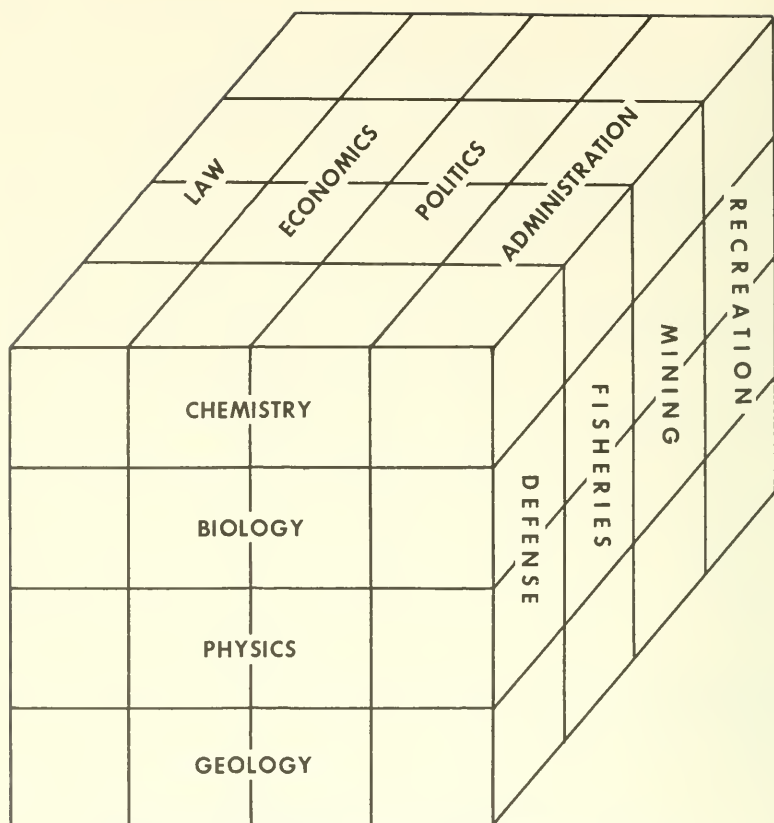 LAW
ECONOMICS
POLITICS
ADMINISTRATION
CHEMISTRY
BIOLOGY
PHYSICS
GEOLOGY
DEFENSE
FISHERIES
MINING
RECREATION